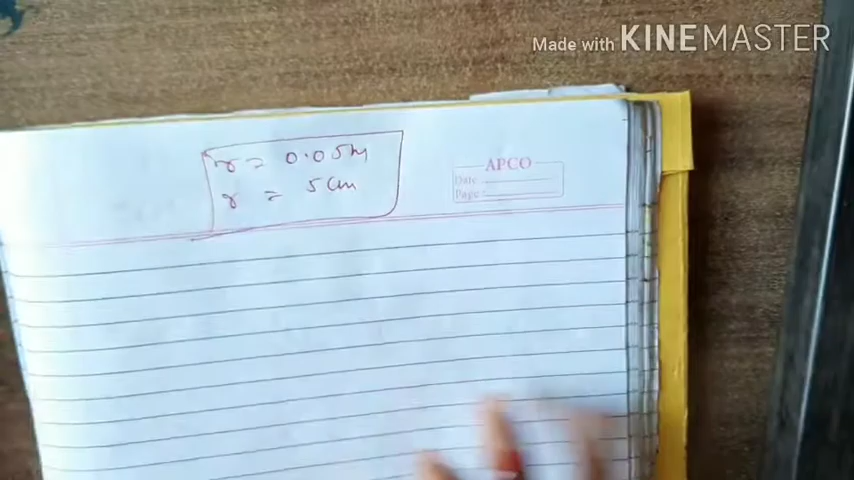 Made with KINEMASTER
r = 0.05m
r = 5cm
APCO
Date
Page